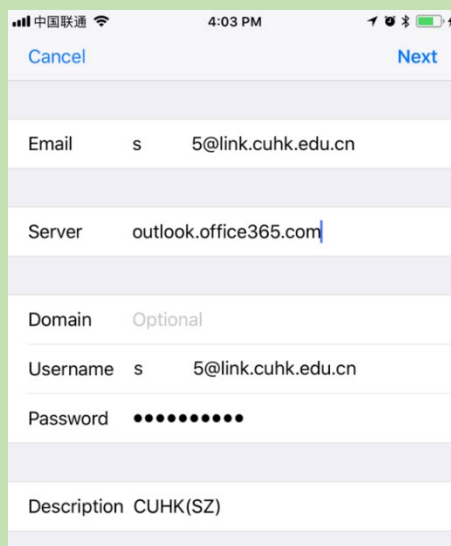 中国联通 4:03 PM
Cancel Next
Email s 5@link.cuhk.edu.cn
Server outlook.office365.com
Domain Optional
Username s 5@link.cuhk.edu.cn
Password ●●●●●●●●●●
Description CUHK(SZ)